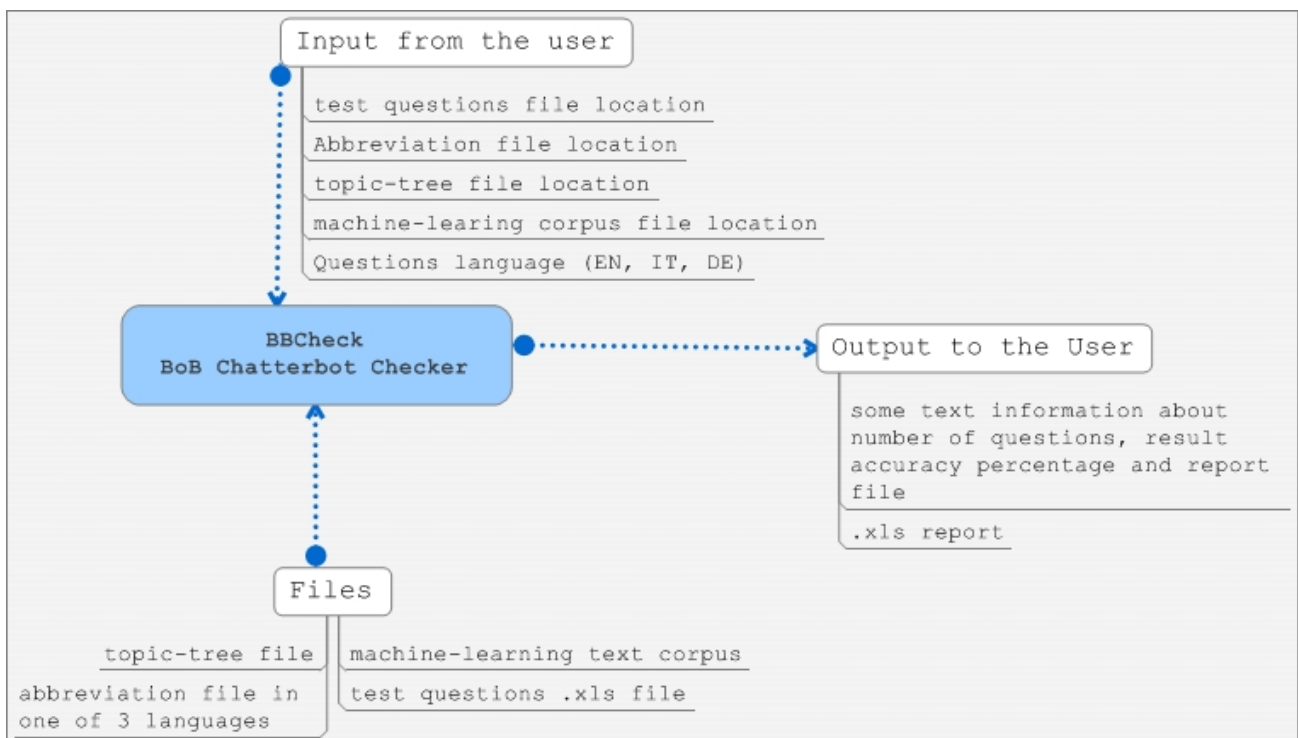 Input from the user
test questions file location
Abbreviation file location
topic-tree file location
machine-learing corpus file location
Questions language (EN, IT, DE)
BBCheck
BoB Chatterbot Checker
Output to the User
some text information about
number of questions, result
accuracy percentage and report
file
.xls report
Files
topic-tree file
abbreviation file in
one of 3 languages
machine-learning text corpus
test questions .xls file